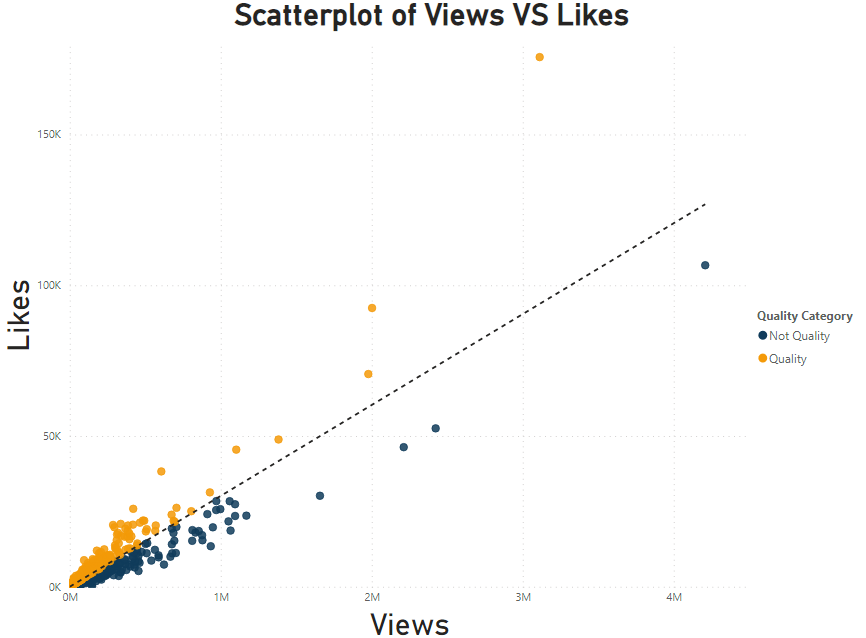 Scatterplot of Views VS Likes
150K
100K
50K
0K
Likes
0M 1M 2M 3M 4M
Views
Quality Category
Not Quality
Quality